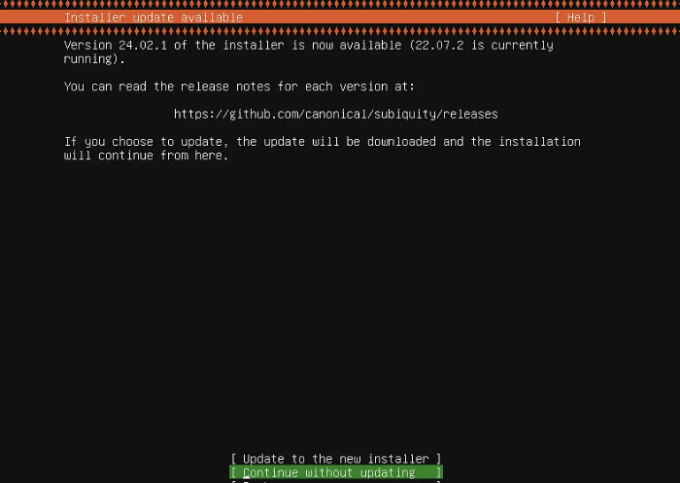 Installer update available [ Help ]
Version 24.02.1 of the installer is now available (22.07.2 is currently
running).
You can read the release notes for each version at:
https://github.com/canonical/subiquity/releases
If you choose to update, the update will be downloaded and the installation
will continue from here.
[ Update to the new installer ]
[ Continue without updating ]